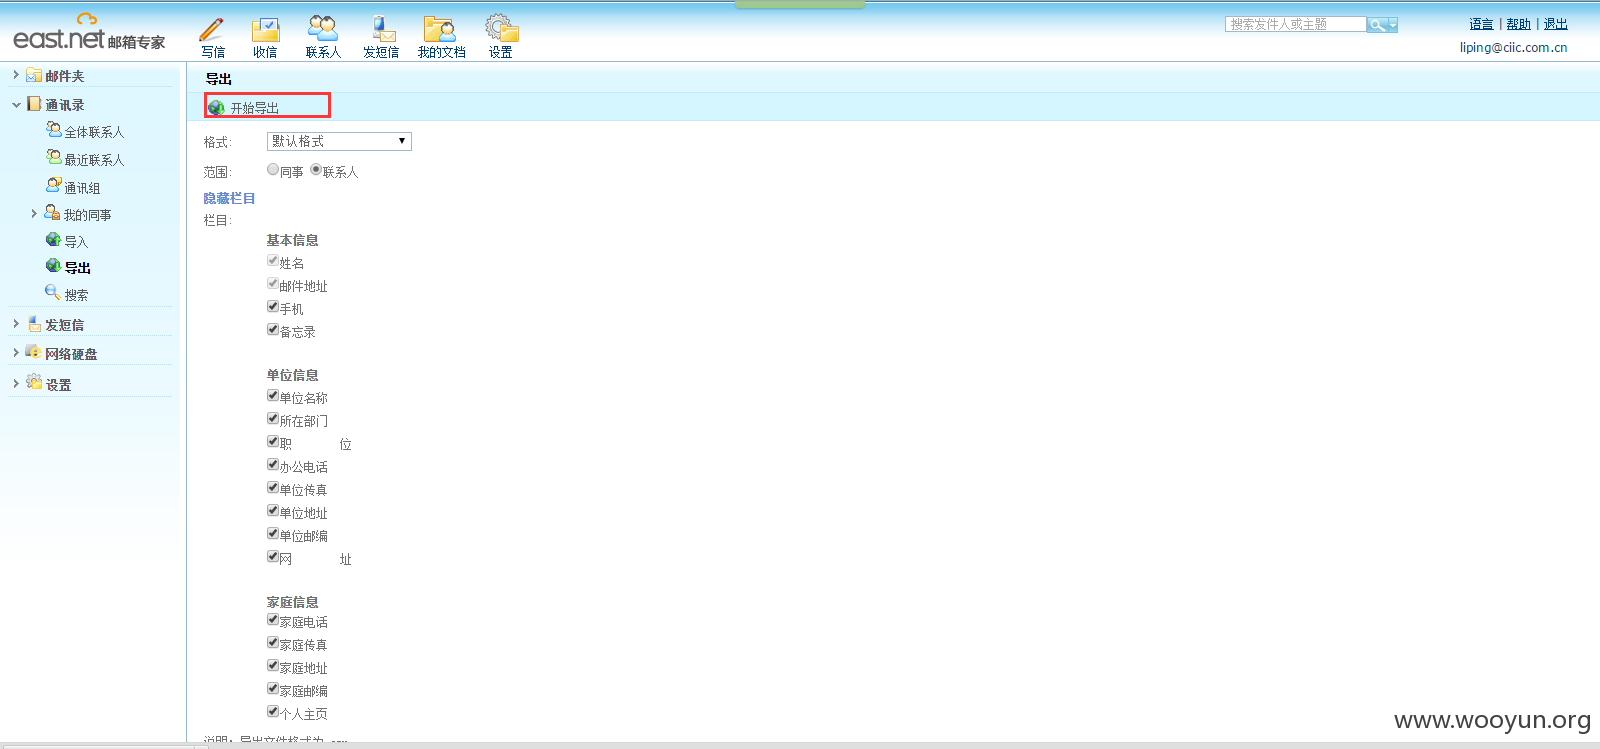 east.net 邮箱专家
写信 收信 联系人 发短信 我的文档 设置
搜索发件人或主题
语言 | 帮助 | 退出
liping@ciic.com.cn
邮件夹
通讯录
全体联系人
最近联系人
通讯组
我的同事
导入
导出
搜索
发短信
网络硬盘
设置
导出
开始导出
格式: 默认格式
范围: 同事 联系人
隐藏栏目
栏目:
基本信息
姓名
邮件地址
手机
备忘录
单位信息
单位名称
所在部门
职 位
办公电话
单位传真
单位地址
单位邮编
网 址
家庭信息
家庭电话
家庭传真
家庭地址
家庭邮编
个人主页
说明: 导出文件格式为
www.wooyun.org